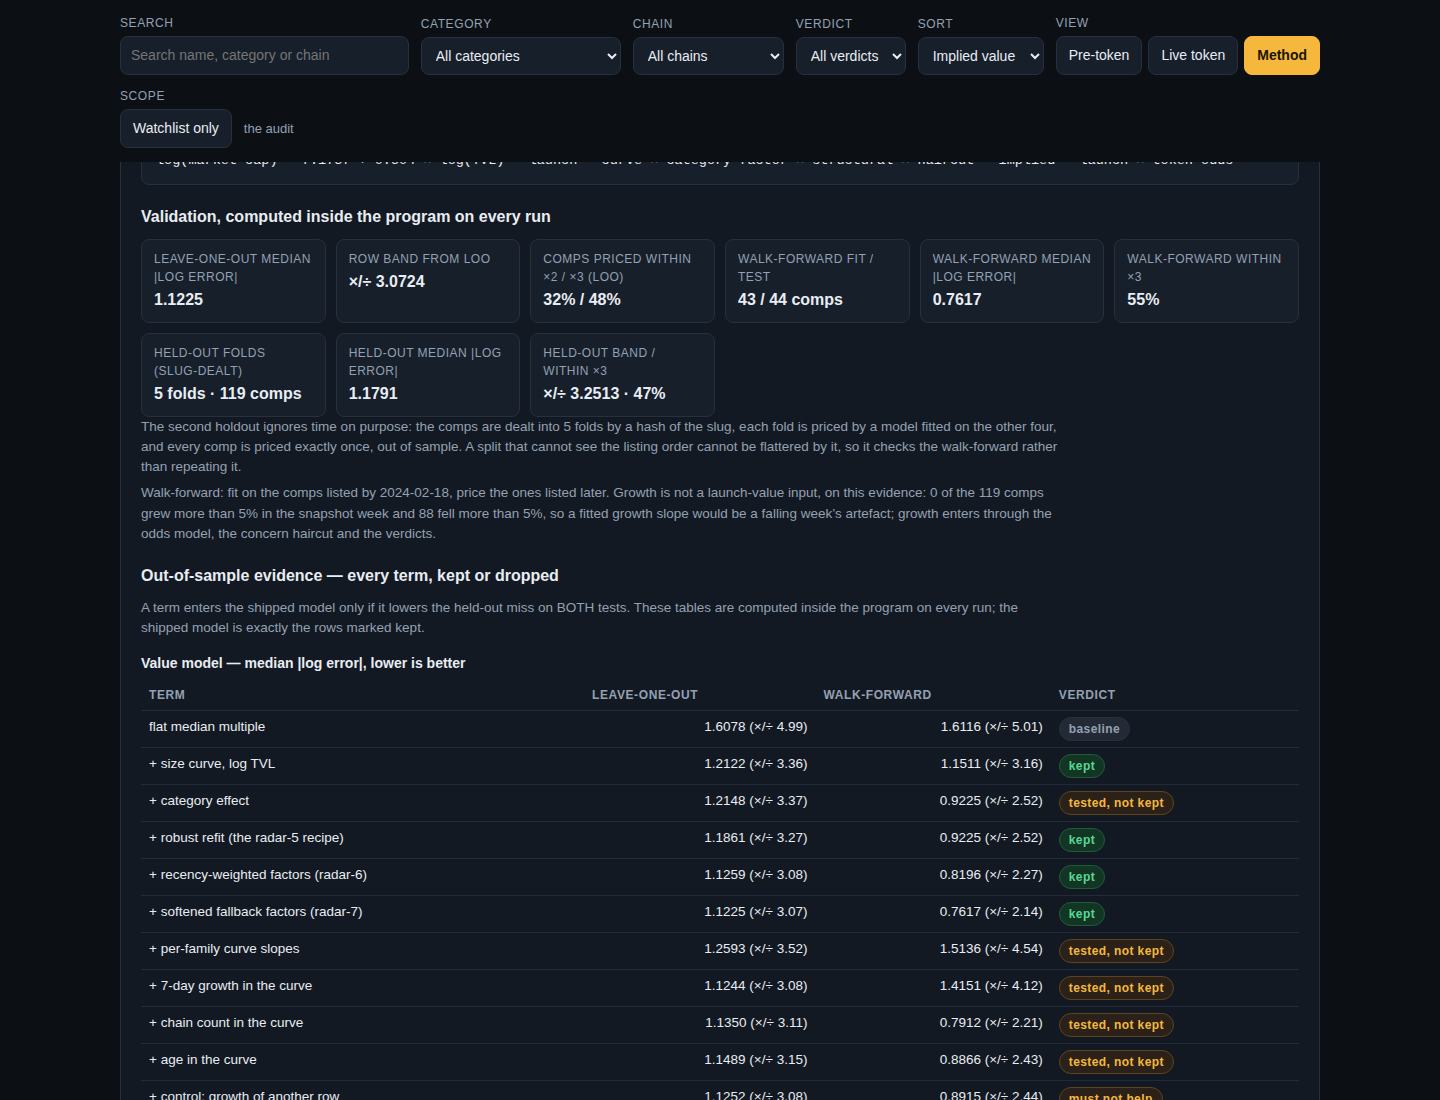 SEARCH
CATEGORY
CHAIN
VERDICT
SORT
VIEW
Search name, category or chain
All categories
All chains
All verdicts
Implied value
Pre-token
Live token
Method
SCOPE
Watchlist only
the audit
Validation, computed inside the program on every run
LEAVE-ONE-OUT MEDIAN
|LOG ERROR|
1.1225
ROW BAND FROM LOO
×/÷ 3.0724
COMPS PRICED WITHIN
×2 / ×3 (LOO)
32% / 48%
WALK-FORWARD FIT /
TEST
43 / 44 comps
WALK-FORWARD MEDIAN
|LOG ERROR|
0.7617
WALK-FORWARD WITHIN
×3
55%
HELD-OUT FOLDS
(SLUG-DEALT)
5 folds · 119 comps
HELD-OUT MEDIAN |LOG
ERROR|
1.1791
HELD-OUT BAND /
WITHIN ×3
×/÷ 3.2513 · 47%
The second holdout ignores time on purpose: the comps are dealt into 5 folds by a hash of the slug, each fold is priced by a model fitted on the other four,
and every comp is priced exactly once, out of sample. A split that cannot see the listing order cannot be flattered by it, so it checks the walk-forward rather
than repeating it.
Walk-forward: fit on the comps listed by 2024-02-18, price the ones listed later. Growth is not a launch-value input, on this evidence: 0 of the 119 comps
grew more than 5% in the snapshot week and 88 fell more than 5%, so a fitted growth slope would be a falling week's artefact; growth enters through the
odds model, the concern haircut and the verdicts.
Out-of-sample evidence — every term, kept or dropped
A term enters the shipped model only if it lowers the held-out miss on BOTH tests. These tables are computed inside the program on every run; the
shipped model is exactly the rows marked kept.
Value model — median |log error|, lower is better
TERM LEAVE-ONE-OUT WALK-FORWARD VERDICT
flat median multiple 1.6078 (×/÷ 4.99) 1.6116 (×/÷ 5.01) baseline
+ size curve, log TVL 1.2122 (×/÷ 3.36) 1.1511 (×/÷ 3.16) kept
+ category effect 1.2148 (×/÷ 3.37) 0.9225 (×/÷ 2.52) tested, not kept
+ robust refit (the radar-5 recipe) 1.1861 (×/÷ 3.27) 0.9225 (×/÷ 2.52) kept
+ recency-weighted factors (radar-6) 1.1259 (×/÷ 3.08) 0.8196 (×/÷ 2.27) kept
+ softened fallback factors (radar-7) 1.1225 (×/÷ 3.07) 0.7617 (×/÷ 2.14) kept
+ per-family curve slopes 1.2593 (×/÷ 3.52) 1.5136 (×/÷ 4.54) tested, not kept
+ 7-day growth in the curve 1.1244 (×/÷ 3.08) 1.4151 (×/÷ 4.12) tested, not kept
+ chain count in the curve 1.1350 (×/÷ 3.11) 0.7912 (×/÷ 2.21) tested, not kept
+ age in the curve 1.1489 (×/÷ 3.15) 0.8866 (×/÷ 2.43) tested, not kept
+ control: growth of another row 1.1252 (×/÷ 3.08) 0.8915 (×/÷ 2.44) must not help